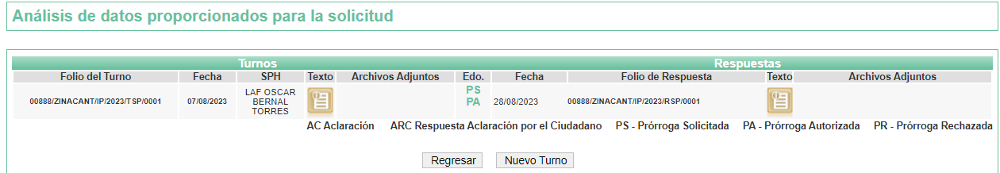 Análisis de datos proporcionados para la solicitud
Turnos Respuestas
Folio del Turno Fecha SPH Texto Archivos Adjuntos Edo. Fecha Folio de Respuesta Texto Archivos Adjuntos
00888/ZINACANT/IP/2023/TSP/0001 07/08/2023 LAF OSCAR BERNAL TORRES PS PA 28/08/2023 00888/ZINACANT/IP/2023/RSP/0001
AC Aclaración ARC Respuesta Aclaración por el Ciudadano PS - Prórroga Solicitada PA - Prórroga Autorizada PR - Prórroga Rechazada
Regresar Nuevo Turno